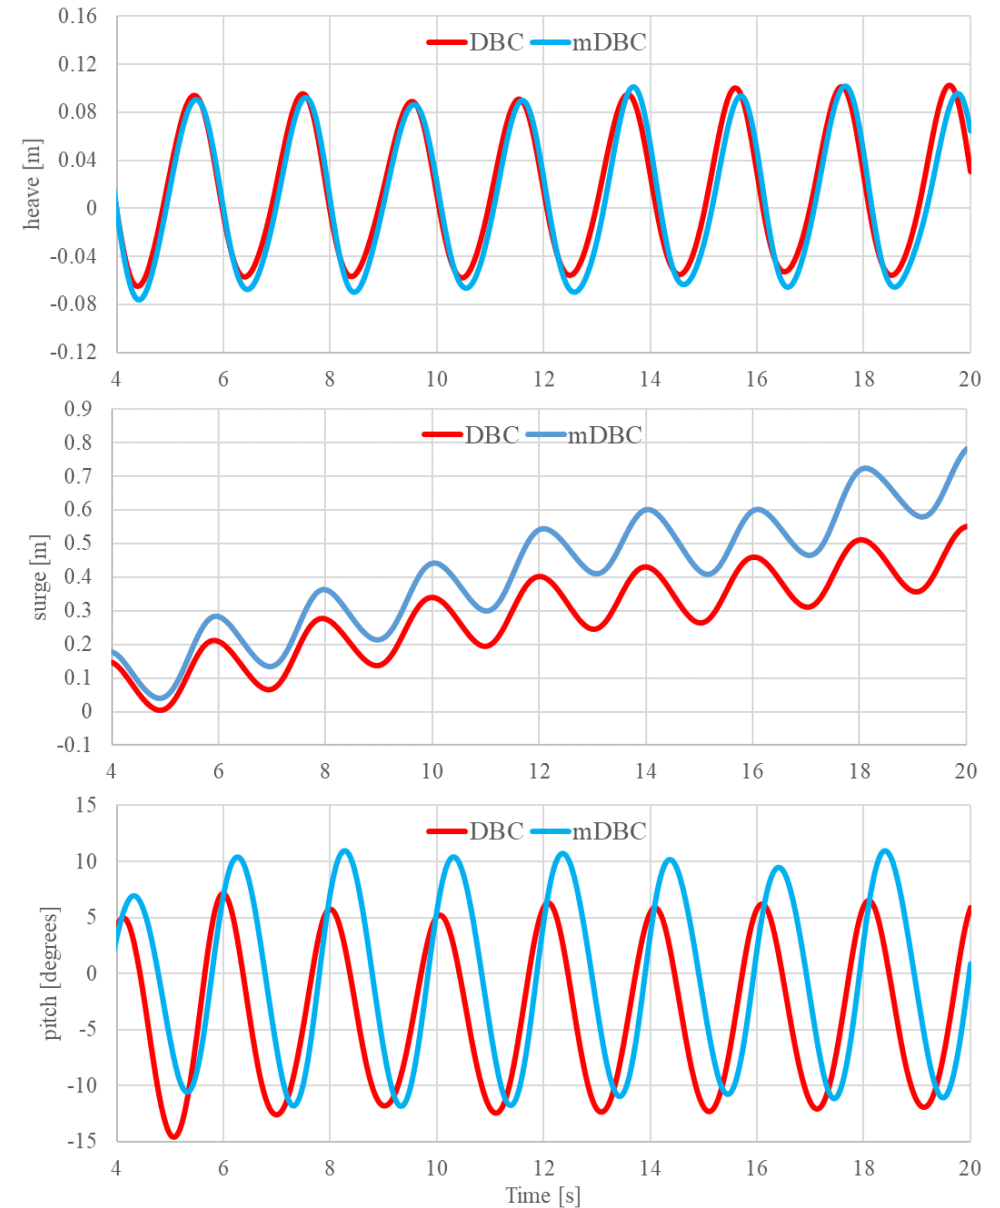 0.16
DBC mDBC
0.12
0.08
0.04
0
-0.04
-0.08
-0.12
heave [m]
4 6 8 10 12 14 16 18 20
0.9
DBC mDBC
0.8
0.7
0.6
0.5
0.4
0.3
0.2
0.1
0
-0.1
surge [m]
4 6 8 10 12 14 16 18 20
15
DBC mDBC
10
5
0
-5
-10
-15
pitch [degrees]
4 6 8 10 12 14 16 18 20
Time [s]